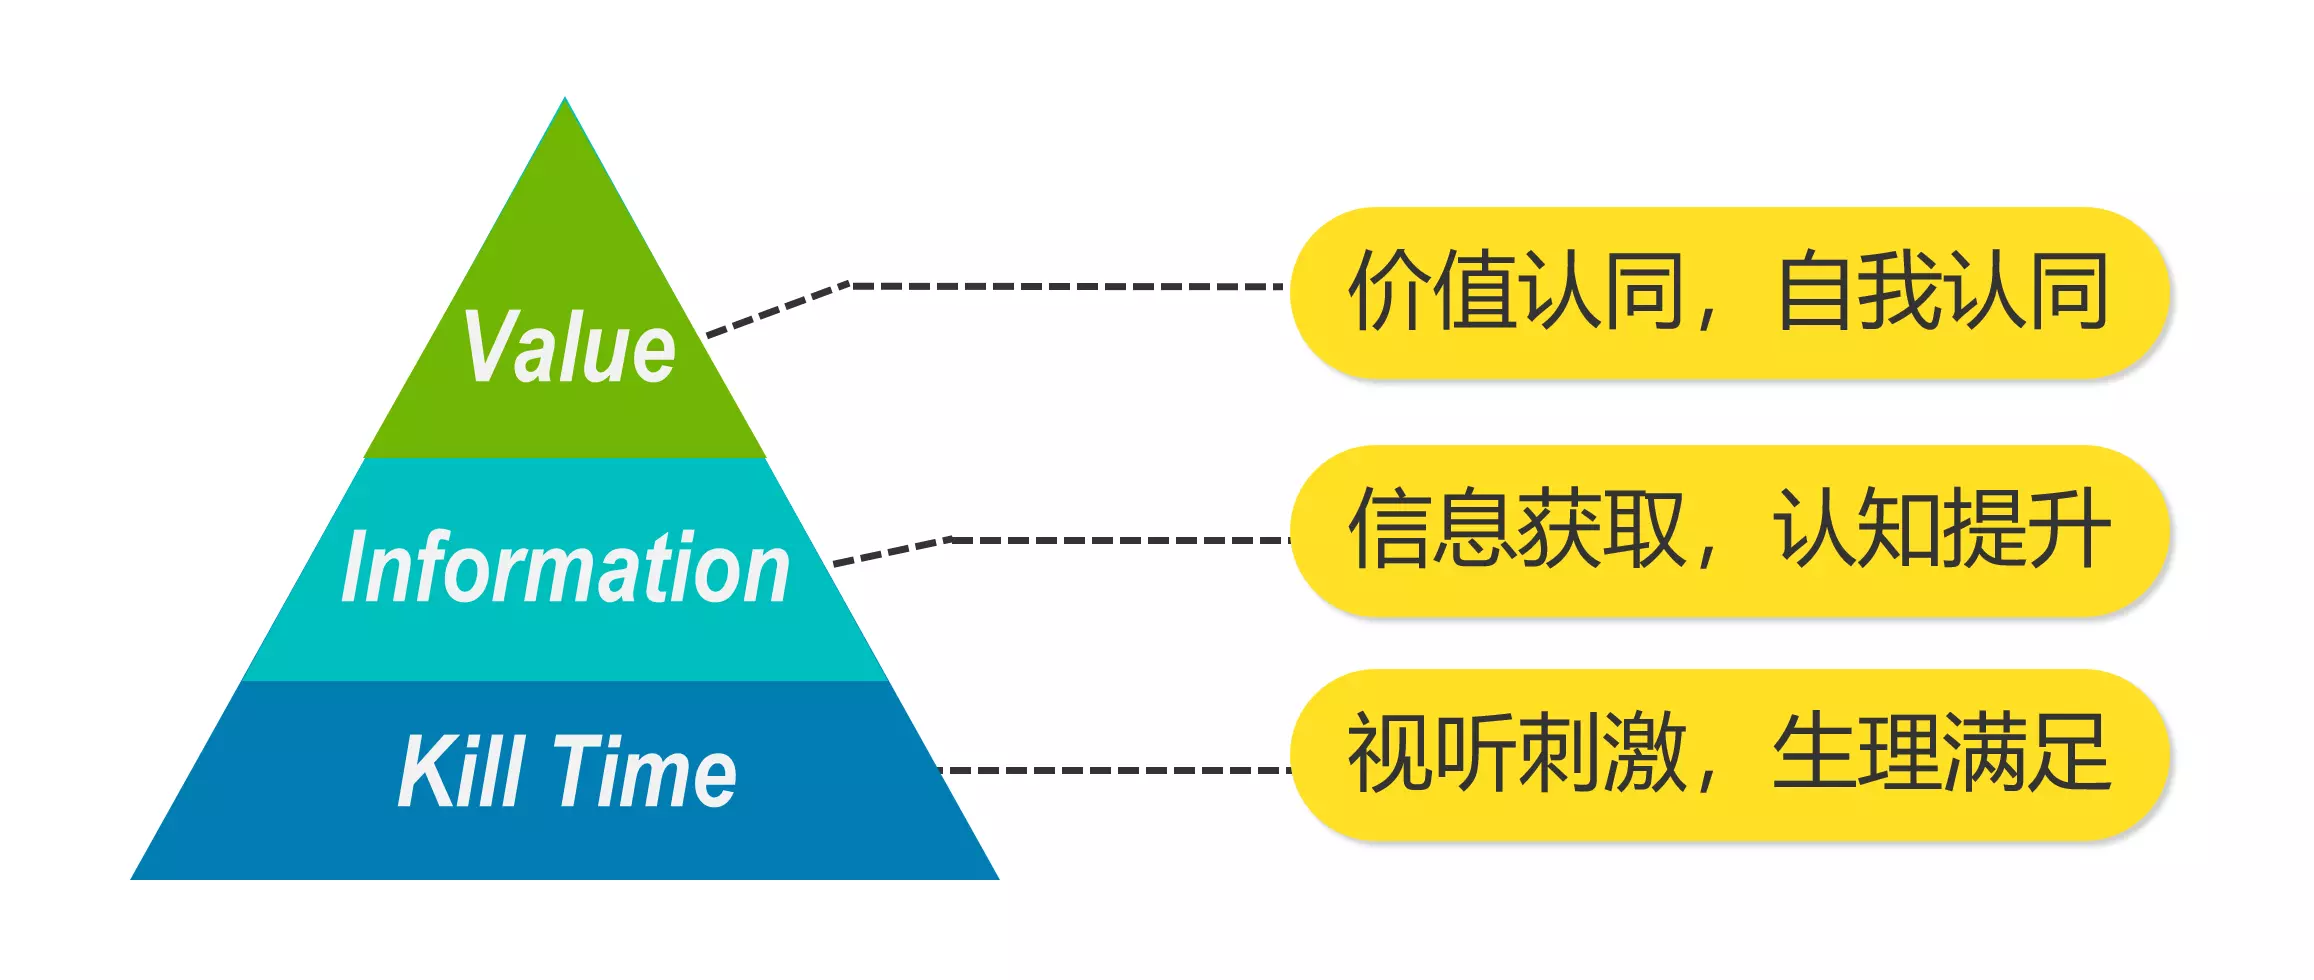 Value
价值认同，自我认同
Information
信息获取，认知提升
Kill Time
视听刺激，生理满足